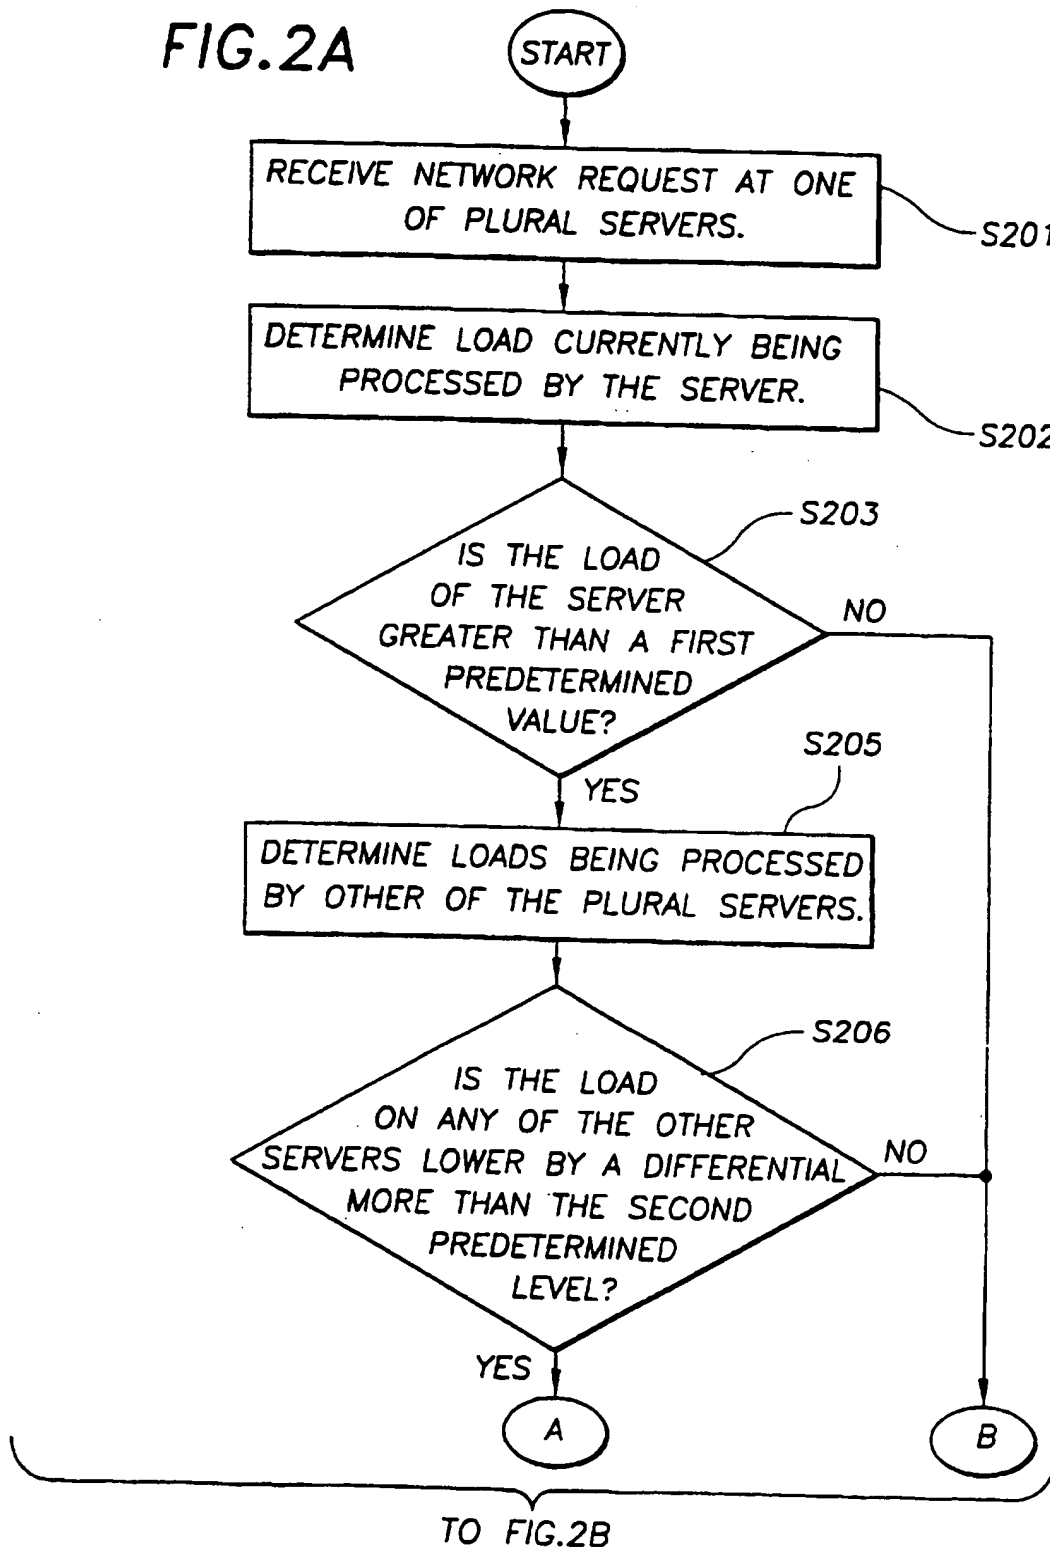 FIG.2A
START
RECEIVE NETWORK REQUEST AT ONE
OF PLURAL SERVERS.
S201
DETERMINE LOAD CURRENTLY BEING
PROCESSED BY THE SERVER.
S202
S203
IS THE LOAD
OF THE SERVER
GREATER THAN A FIRST
PREDETERMINED
VALUE?
NO
YES
S205
DETERMINE LOADS BEING PROCESSED
BY OTHER OF THE PLURAL SERVERS.
S206
IS THE LOAD
ON ANY OF THE OTHER
SERVERS LOWER BY A DIFFERENTIAL
MORE THAN THE SECOND
PREDETERMINED
LEVEL?
NO
YES
A
B
TO FIG.2B